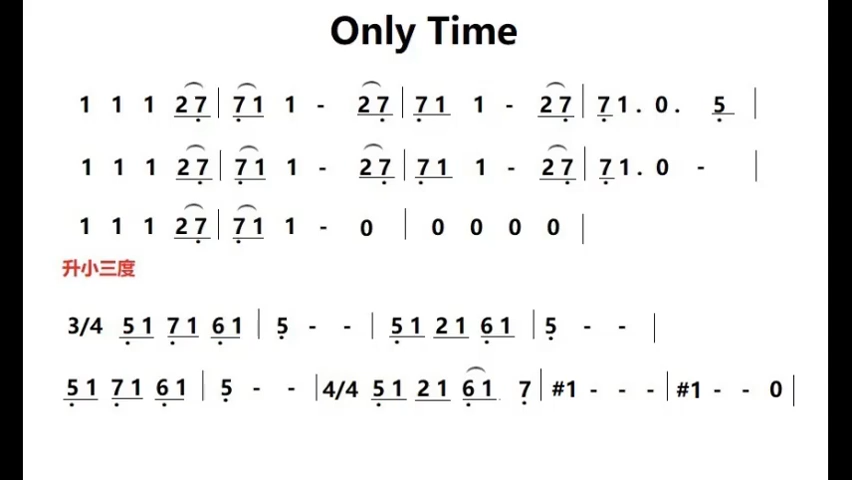 Only Time
1 1 1 2 7 | 7 1 1 - 2 7 | 7 1 1 - 2 7 | 7 1 . 0 . 5 |
1 1 1 2 7 | 7 1 1 - 2 7 | 7 1 1 - 2 7 | 7 1 . 0 - |
1 1 1 2 7 | 7 1 1 - 0 | 0 0 0 0 |
升小三度
3/4 5 1 7 1 6 1 | 5 - - | 5 1 2 1 6 1 | 5 - - |
5 1 7 1 6 1 | 5 - - | 4/4 5 1 2 1 6 1 7 | #1 - - - | #1 - - 0 |